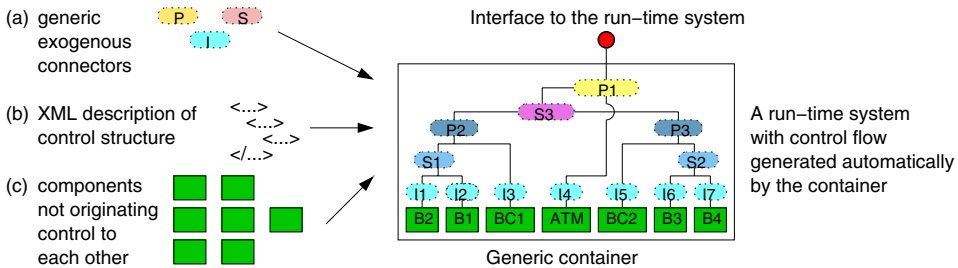 (a) generic
exogenous
connectors
P
S
I
(b) XML description of
control structure
<...>
<...>
<...>
</...>
(c) components
not originating
control to
each other
Interface to the run-time system
P1
S3
P2
P3
S1
S2
I1 I2 I3 I4 I5 I6 I7
B2 B1 BC1 ATM BC2 B3 B4
Generic container
A run-time system
with control flow
generated automatically
by the container